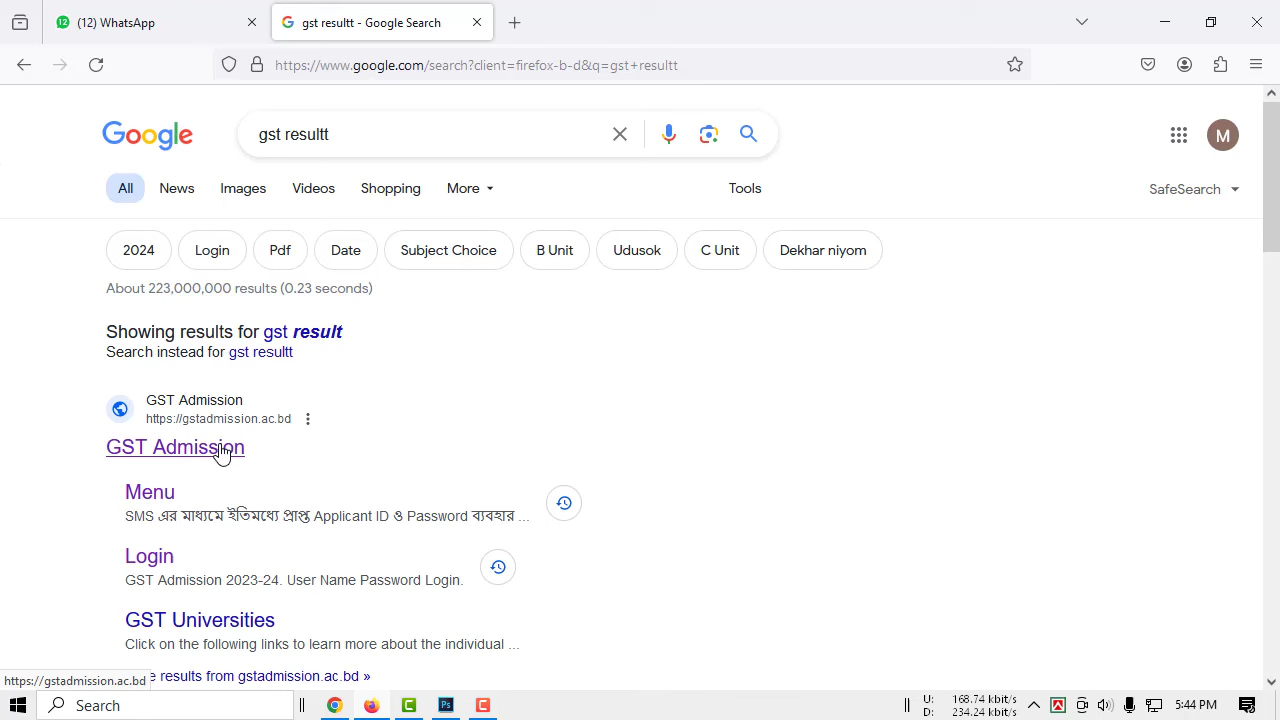 (12) WhatsApp
gst resultt - Google Search
https://www.google.com/search?client=firefox-b-d&q=gst+resultt
Google
gst resultt
M
All News Images Videos Shopping More Tools
SafeSearch
2024 Login Pdf Date Subject Choice B Unit Udusok C Unit Dekhar niyom
About 223,000,000 results (0.23 seconds)
Showing results for gst result
Search instead for gst resultt
GST Admission
https://gstadmission.ac.bd
GST Admission
Menu
SMS এর মাধ্যমে ইতিমধ্যে প্রাপ্ত Applicant ID ও Password ব্যবহার ...
Login
GST Admission 2023-24. User Name Password Login.
GST Universities
Click on the following links to learn more about the individual ...
results from gstadmission.ac.bd »
https://gstadmission.ac.bd
Search
Ps
U: 168.74 kbit/s
D: 234.24 kbit/s
5:44 PM